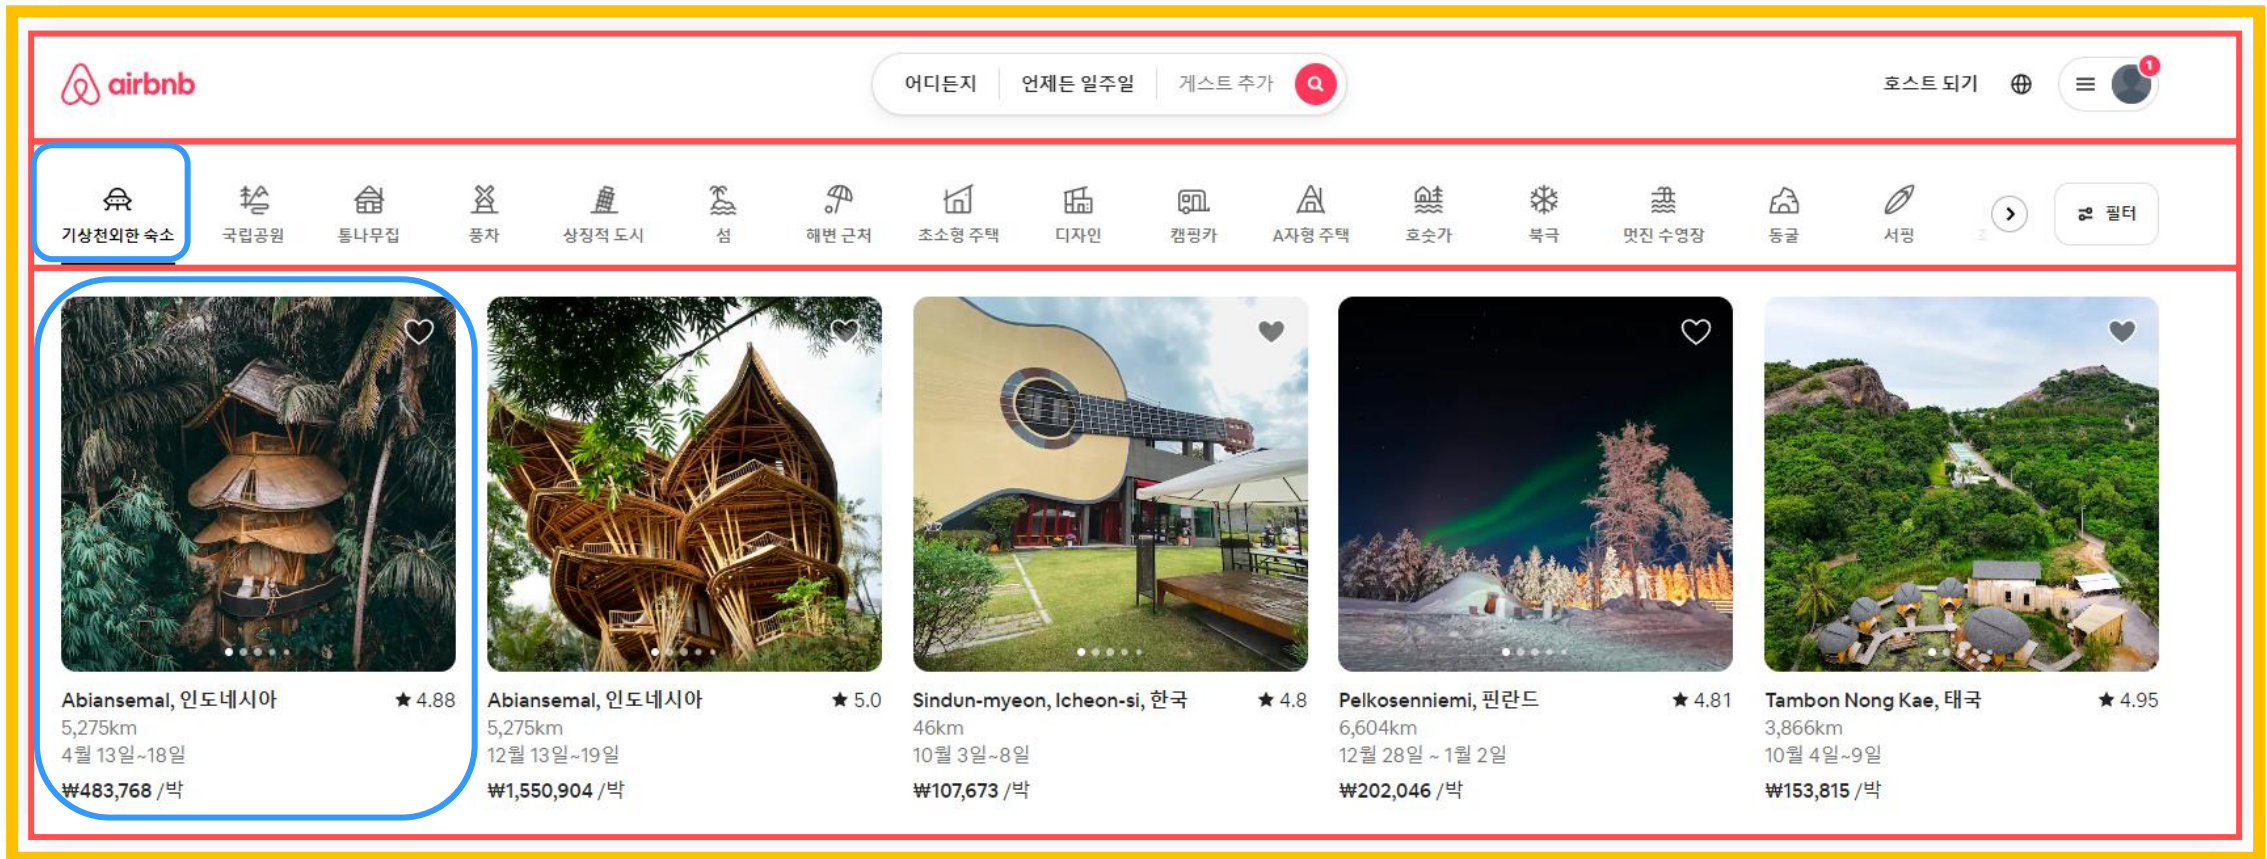 airbnb
어디든지 언제든 일주일 게스트 추가
호스트 되기
1
기상천외한 숙소 국립공원 통나무집 풍차 상징적 도시 섬 해변 근처 초소형 주택 디자인 캠핑카 A자형 주택 호숫가 북극 멋진 수영장 동굴 서핑 필터
Abiansemal, 인도네시아 ★ 4.88
5,275km
4월 13일~18일
₩483,768 /박
Abiansemal, 인도네시아 ★ 5.0
5,275km
12월 13일~19일
₩1,550,904 /박
Sindun-myeon, Icheon-si, 한국 ★ 4.8
46km
10월 3일~8일
₩107,673 /박
Pelkosenniemi, 핀란드 ★ 4.81
6,604km
12월 28일 ~ 1월 2일
₩202,046 /박
Tambon Nong Kae, 태국 ★ 4.95
3,866km
10월 4일~9일
₩153,815 /박